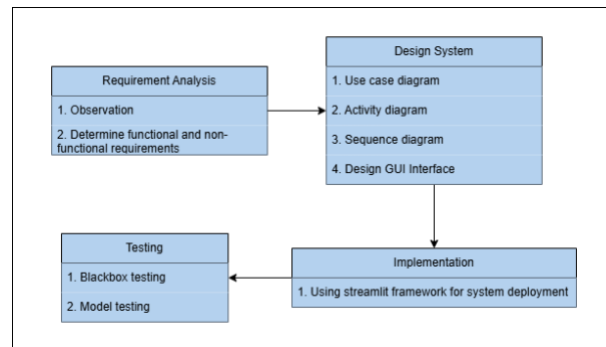 Requirement Analysis
1. Observation
2. Determine functional and non-
functional requirements
Design System
1. Use case diagram
2. Activity diagram
3. Sequence diagram
4. Design GUI Interface
Implementation
1. Using streamlit framework for system deployment
Testing
1. Blackbox testing
2. Model testing